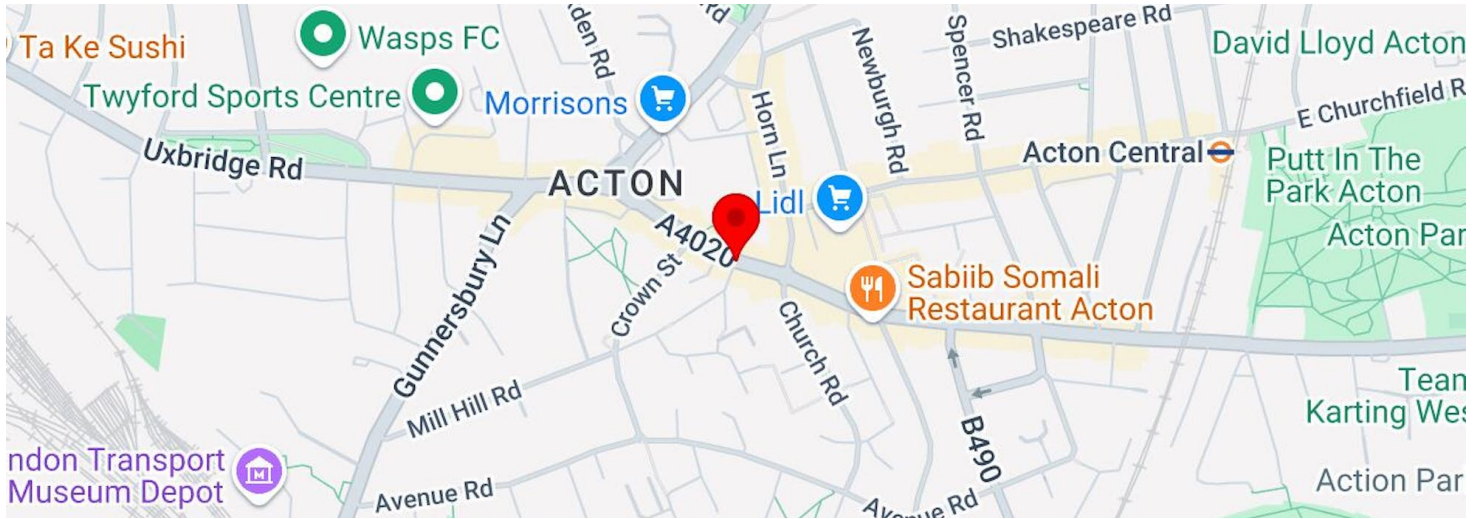 den Rd
rd
Shakespeare Rd
Ta Ke Sushi
Wasps FC
Newburgh Rd
Spencer Rd
David Lloyd Acton
Twyford Sports Centre
Morrisons
Horn Ln
E Churchfield R
Uxbridge Rd
ACTON
Acton Central
Putt In The
Park Acton
Lidl
A4020
Acton Par
Gunnersbury Ln
Crown St
Sabiib Somali
Restaurant Acton
Church Rd
Mill Hill Rd
Team
Karting Wes
B490
ndon Transport
Museum Depot
M
Avenue Rd
Avenue Rd
Action Par